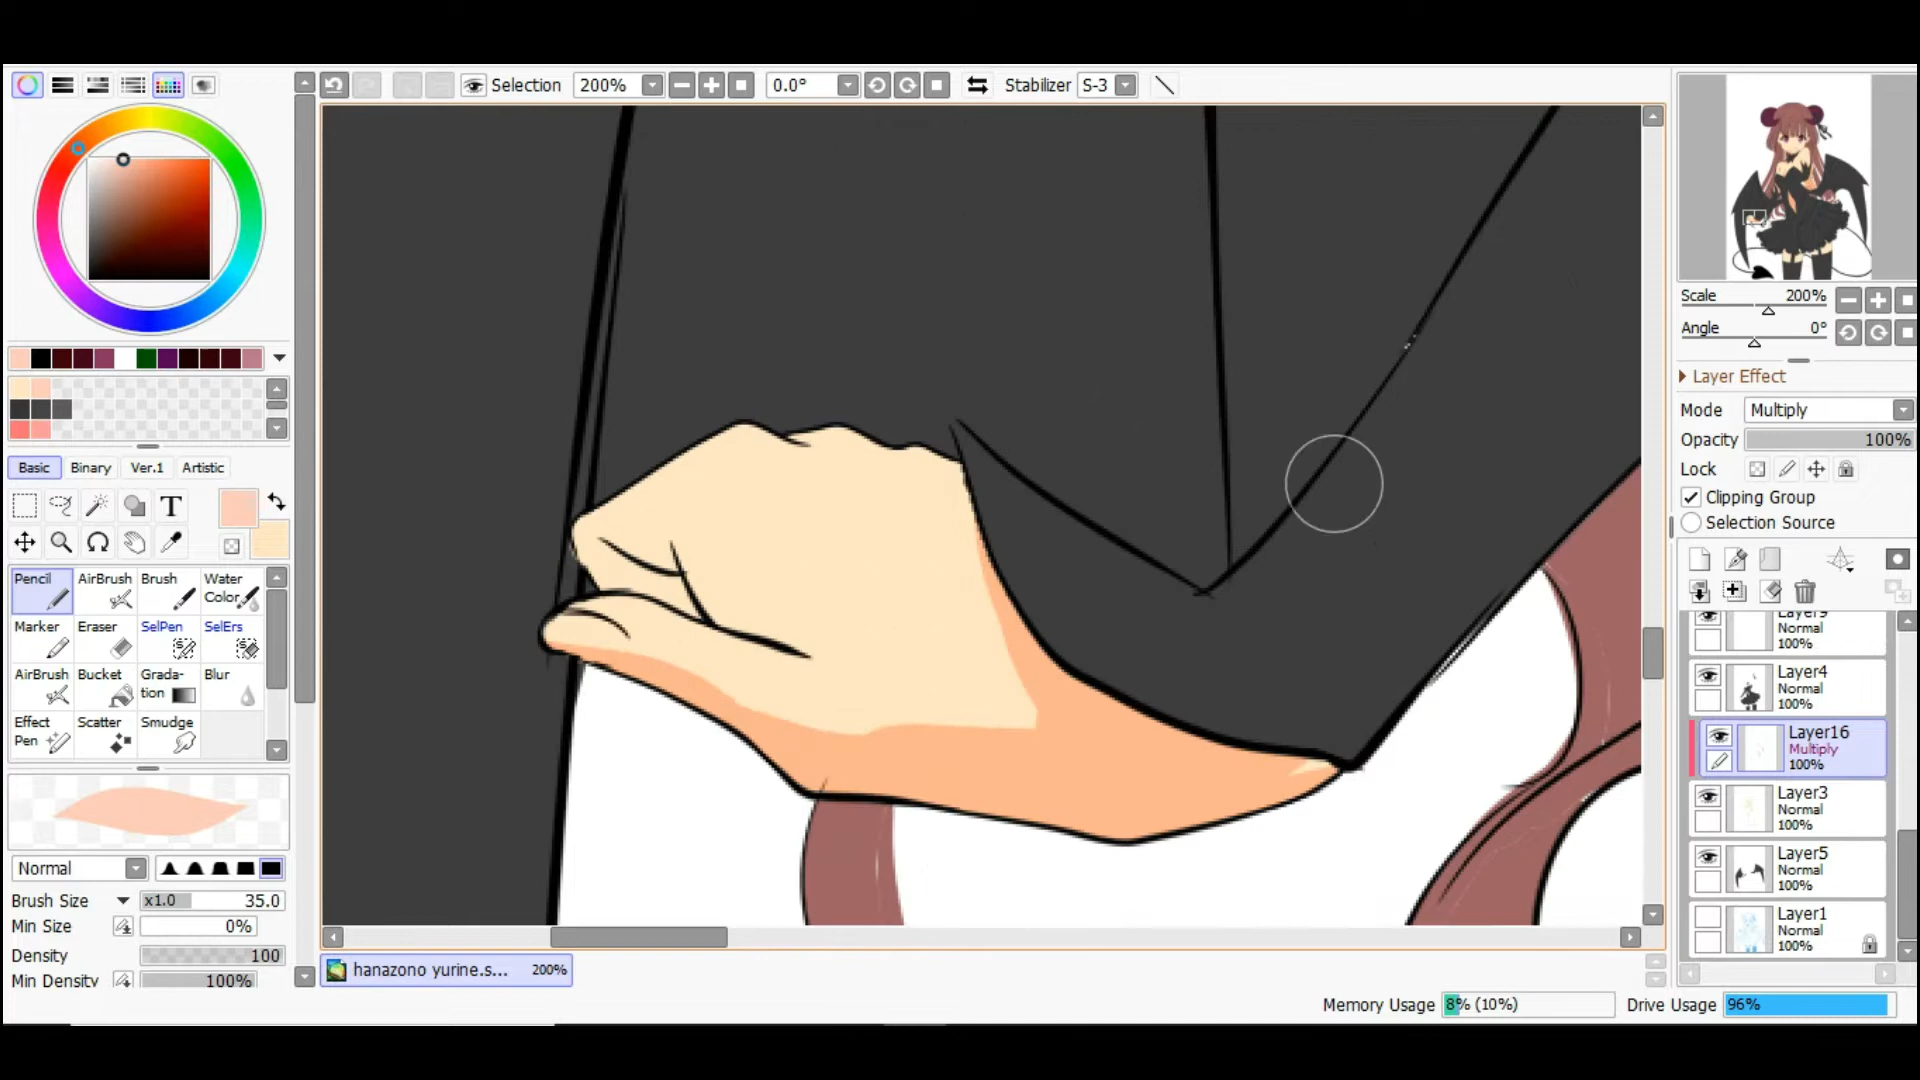 Selection 200% 0.0° Stabilizer S-3
Scale 200%
Angle 0°
Layer Effect
Mode Multiply
Opacity 100%
Lock
Clipping Group
Selection Source
Basic Binary Ver.1 Artistic
T
Pencil AirBrush Brush Water Color
Marker Eraser SelPen SelErs
AirBrush Bucket Grada-tion Blur
Effect Pen Scatter Smudge
Normal
Brush Size x1.0 35.0
Min Size 0%
Density 100
Min Density 100%
Layer9
Normal
100%
Layer4
Normal
100%
Layer16
Multiply
100%
Layer3
Normal
100%
Layer5
Normal
100%
Layer1
Normal
100%
hanazono yurine.s... 200%
Memory Usage 8% (10%) Drive Usage 96%